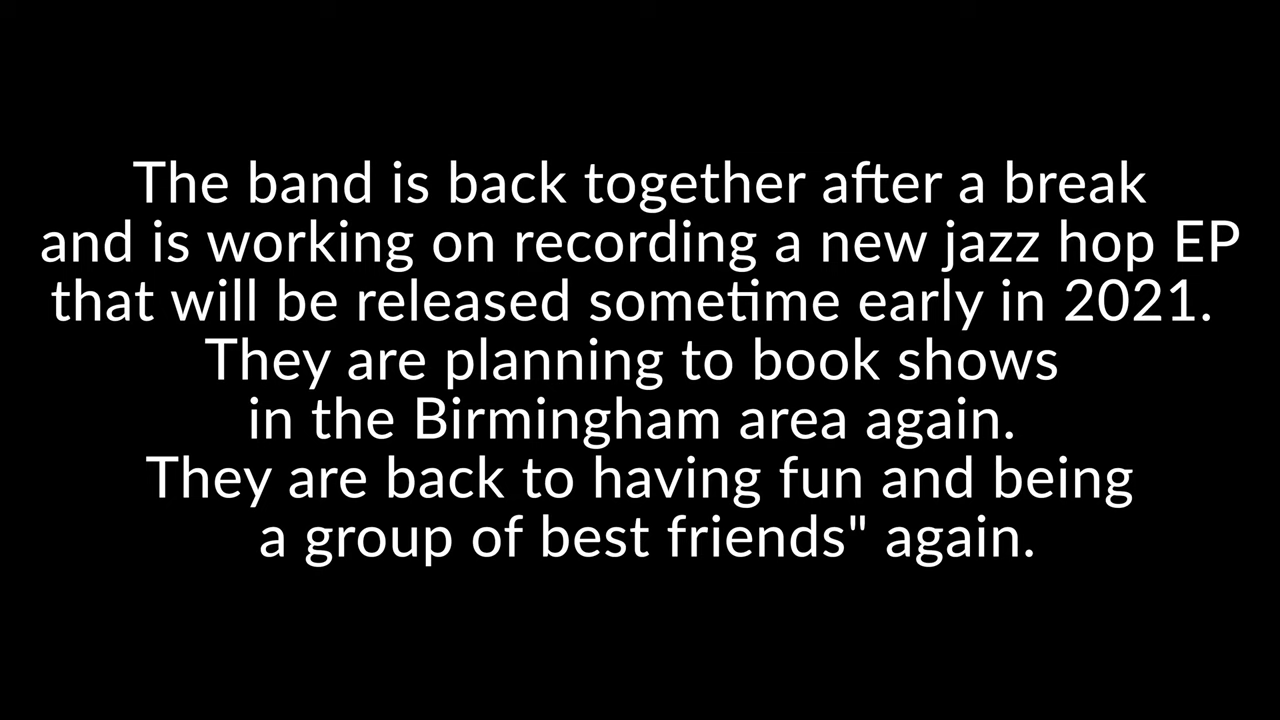 The band is back together after a break
and is working on recording a new jazz hop EP
that will be released sometime early in 2021.
They are planning to book shows
in the Birmingham area again.
They are back to having fun and being
a group of best friends" again.